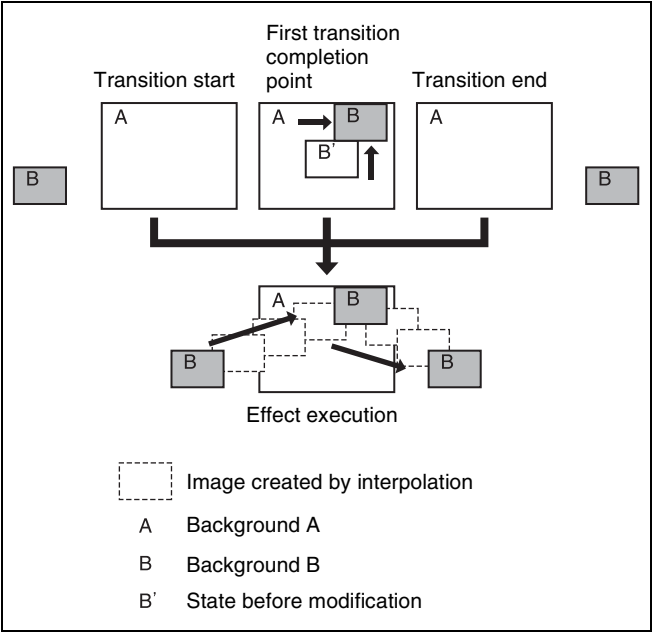 First transition
completion
point
Transition start
Transition end
A
A
B
A
B'
B
B
A
B
B
B
Effect execution
Image created by interpolation
A Background A
B Background B
B' State before modification